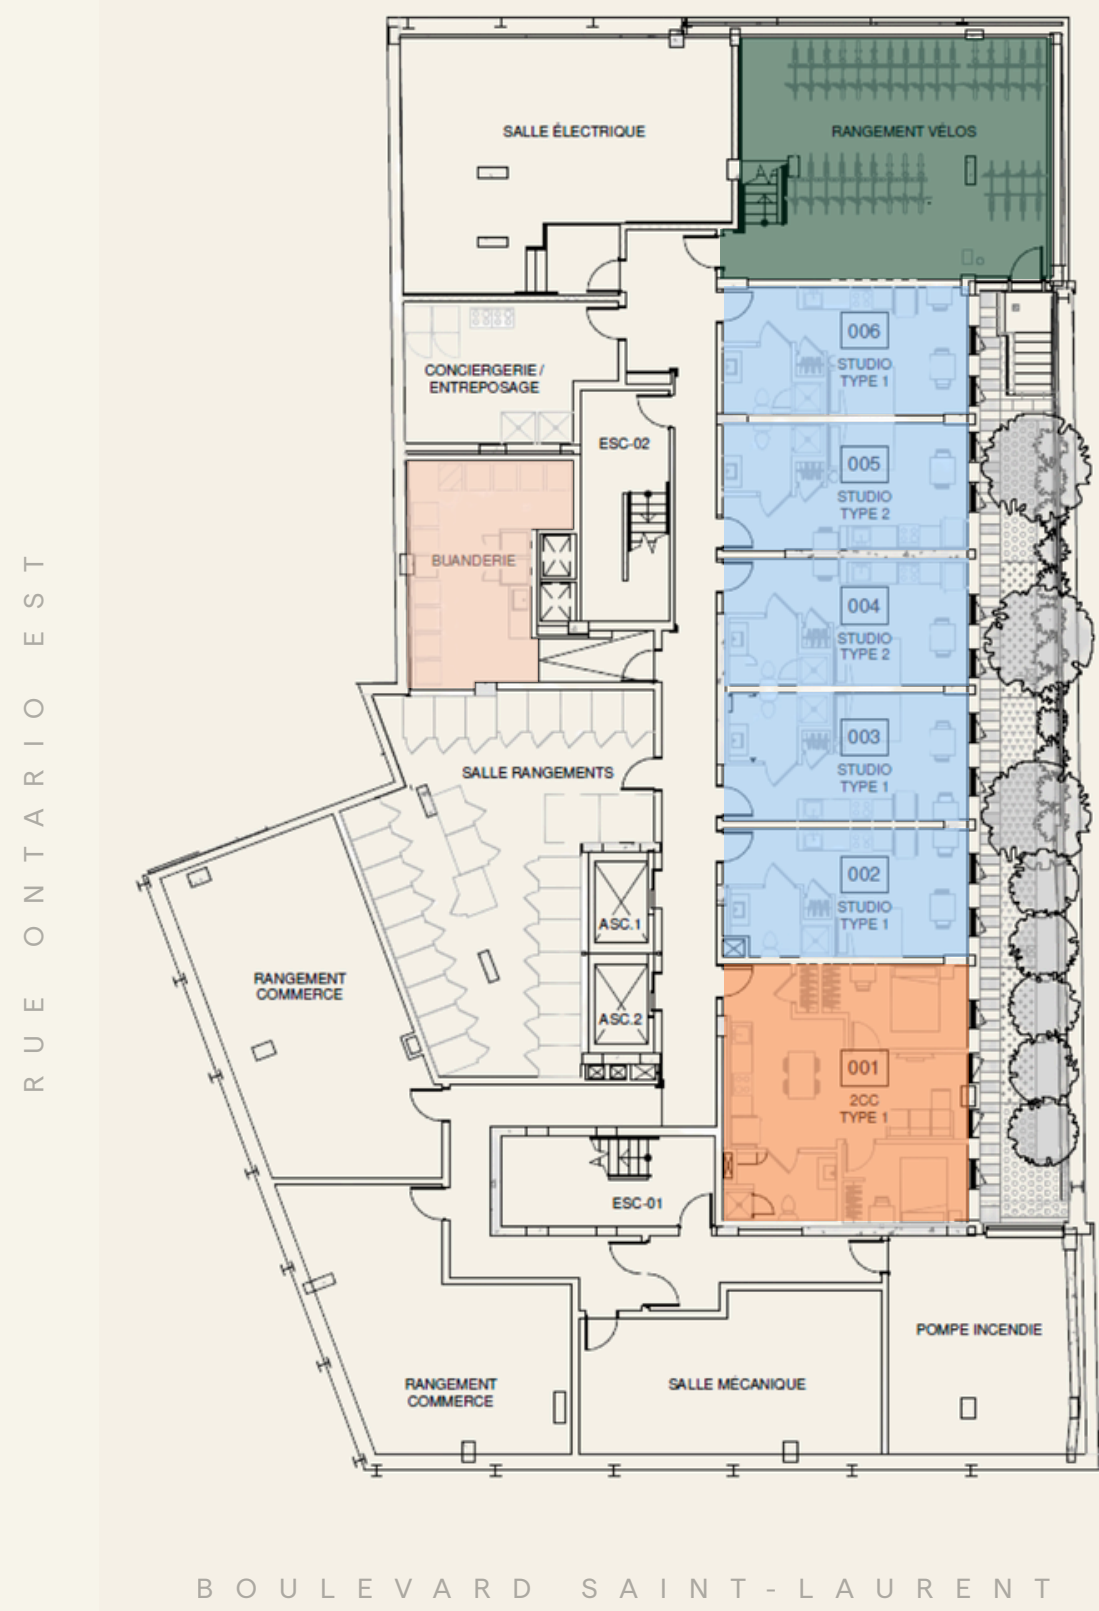 SALLE ÉLECTRIQUE
RANGEMENT VÉLOS
006
STUDIO
TYPE 1
CONCIERGERIE /
ENTREPOSAGE
ESC-02
005
STUDIO
TYPE 2
BUANDERIE
004
STUDIO
TYPE 2
003
STUDIO
TYPE 1
SALLE RANGEMENTS
002
STUDIO
TYPE 1
ASC.1
RANGEMENT
COMMERCE
ASC.2
001
2CC
TYPE 1
ESC-01
POMPE INCENDIE
RANGEMENT
COMMERCE
SALLE MÉCANIQUE
RUE ONTARIO EST
BOULEVARD SAINT-LAURENT